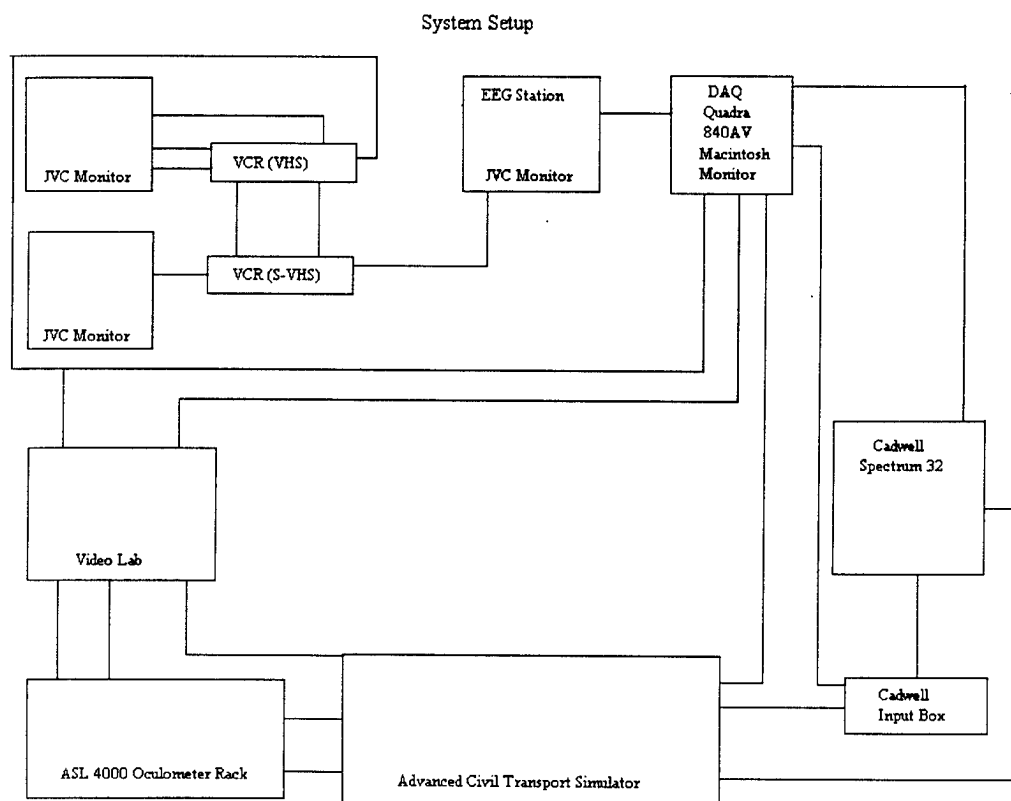 System Setup
JVC Monitor
VCR (VHS)
EEG Station
JVC Monitor
DAQ
Quadra
840AV
Macintosh
Monitor
JVC Monitor
VCR (S-VHS)
Cadwell
Spectrum 32
Video Lab
ASL 4000 Oculometer Rack
Advanced Civil Transport Simulator
Cadwell
Input Box